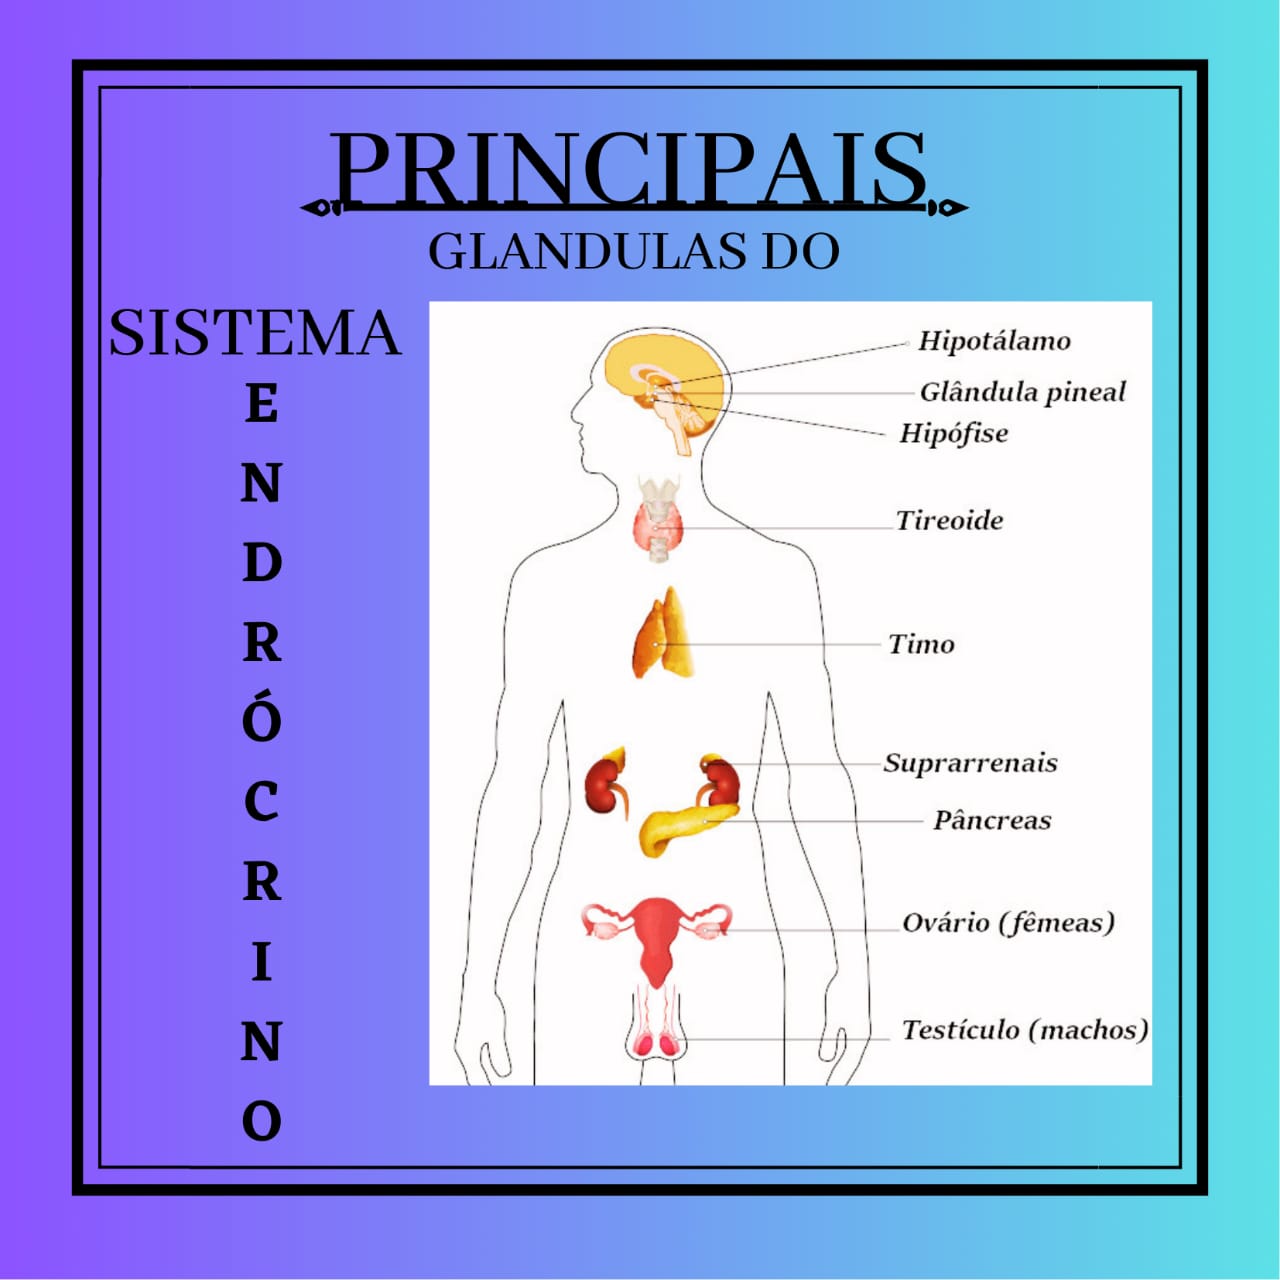 PRINCIPAIS
GLANDULAS DO
SISTEMA
E
N
D
R
Ó
C
R
I
N
O
Hipotálamo
Glândula pineal
Hipófise
Tireoide
Timo
Suprarrenais
Pâncreas
Ovário (fêmeas)
Testículo (machos)